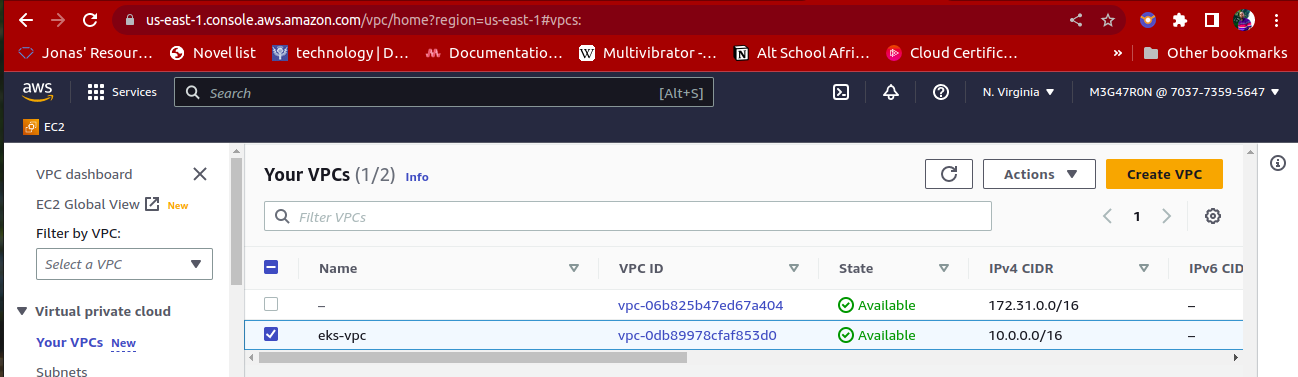 us-east-1.console.aws.amazon.com/vpc/home?region=us-east-1#vpcs:
Jonas' Resour… Novel list technology | D… Documentatio… Multivibrator -… Alt School Afri… Cloud Certific… » Other bookmarks
aws Services Search [Alt+S] N. Virginia M3G47R0N @ 7037-7359-5647
EC2
VPC dashboard
EC2 Global View New
Filter by VPC:
Select a VPC
Virtual private cloud
Your VPCs New
Subnets
Your VPCs (1/2) Info
Actions
Create VPC
Filter VPCs
1
Name VPC ID State IPv4 CIDR IPv6 CID
– vpc-06b825b47ed67a404 Available 172.31.0.0/16 –
eks-vpc vpc-0db89978cfaf853d0 Available 10.0.0.0/16 –